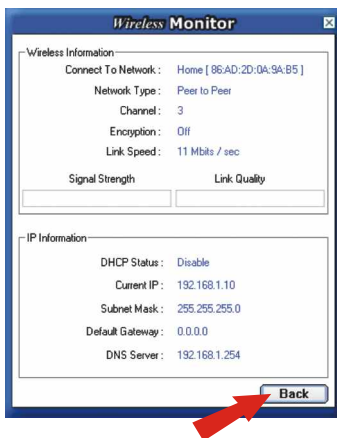 Wireless Monitor
Wireless Information
Connect To Network : Home [ 86:AD:2D:0A:9A:B5 ]
Network Type : Peer to Peer
Channel : 3
Encryption : Off
Link Speed : 11 Mbits / sec
Signal Strength Link Quality
IP Information
DHCP Status : Disable
Current IP : 192.168.1.10
Subnet Mask : 255.255.255.0
Default Gateway : 0.0.0.0
DNS Server : 192.168.1.254
Back